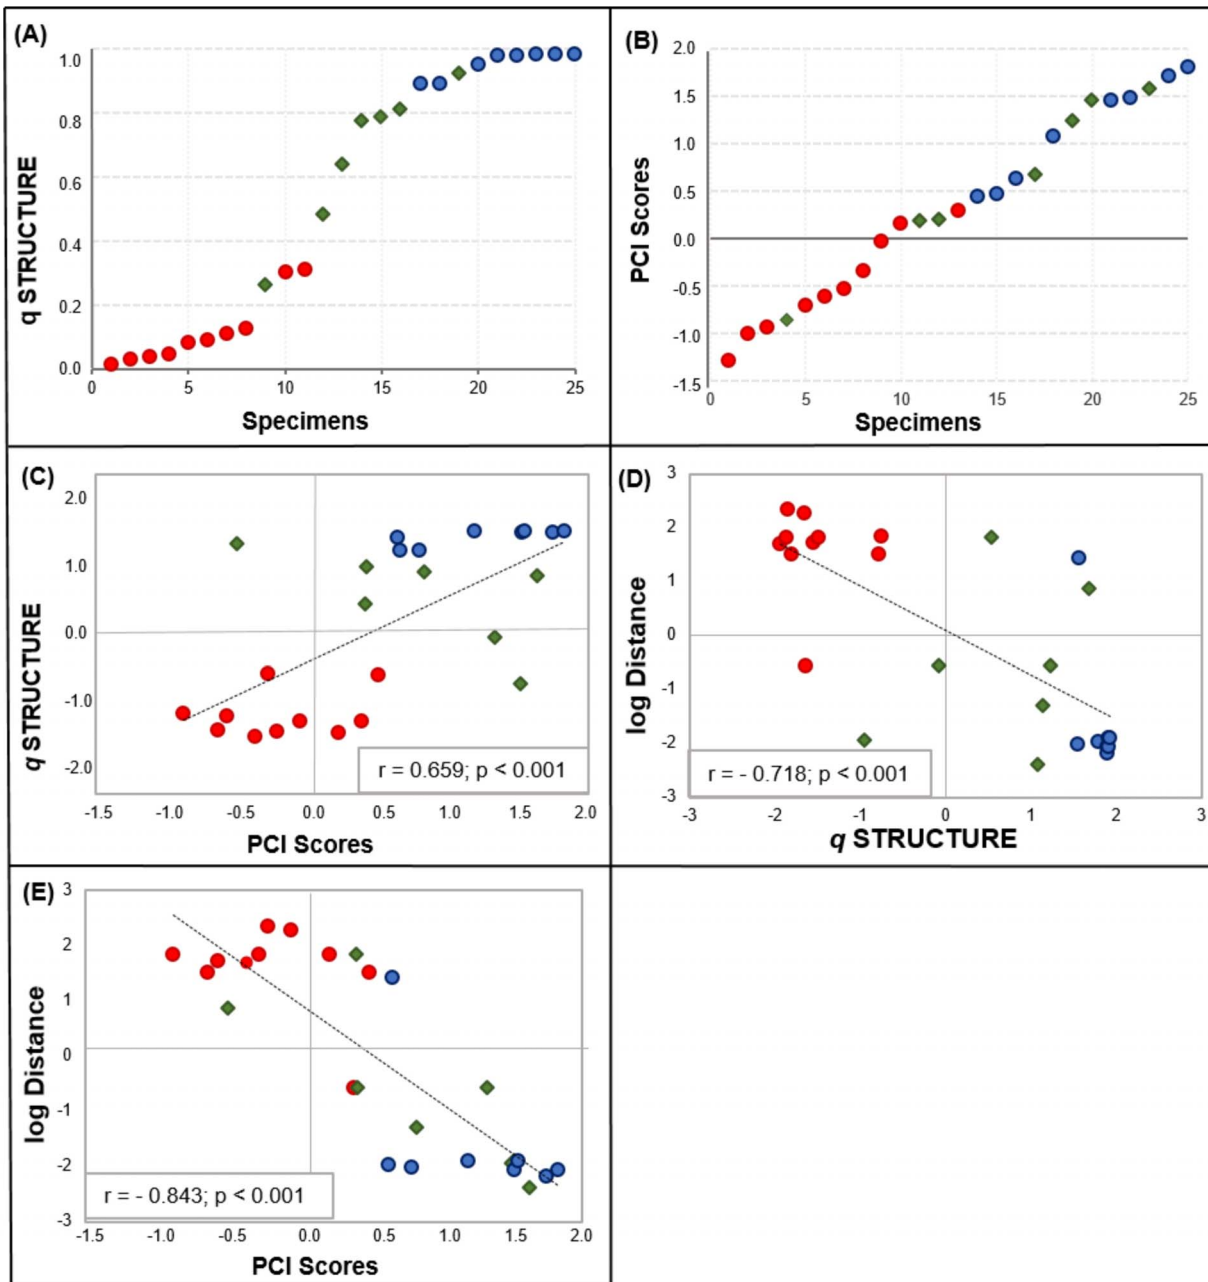 (A)
1.0
0.8
0.6
0.4
0.2
0.0
q STRUCTURE
0 5 10 15 20 25
Specimens
(B)
2.0
1.5
1.0
0.5
0.0
-0.5
-1.0
-1.5
PCI Scores
0 5 10 15 20 25
Specimens
(C)
2.0
1.0
0.0
-1.0
-2.0
q STRUCTURE
r = 0.659; p < 0.001
-1.5 -1.0 -0.5 0.0 0.5 1.0 1.5 2.0
PCI Scores
(D)
3
2
1
0
-1
-2
-3
log Distance
r = - 0.718; p < 0.001
-3 -2 -1 0 1 2 3
q STRUCTURE
(E)
3
2
1
0
-1
-2
-3
log Distance
r = - 0.843; p < 0.001
-1.5 -1.0 -0.5 0.0 0.5 1.0 1.5 2.0
PCI Scores